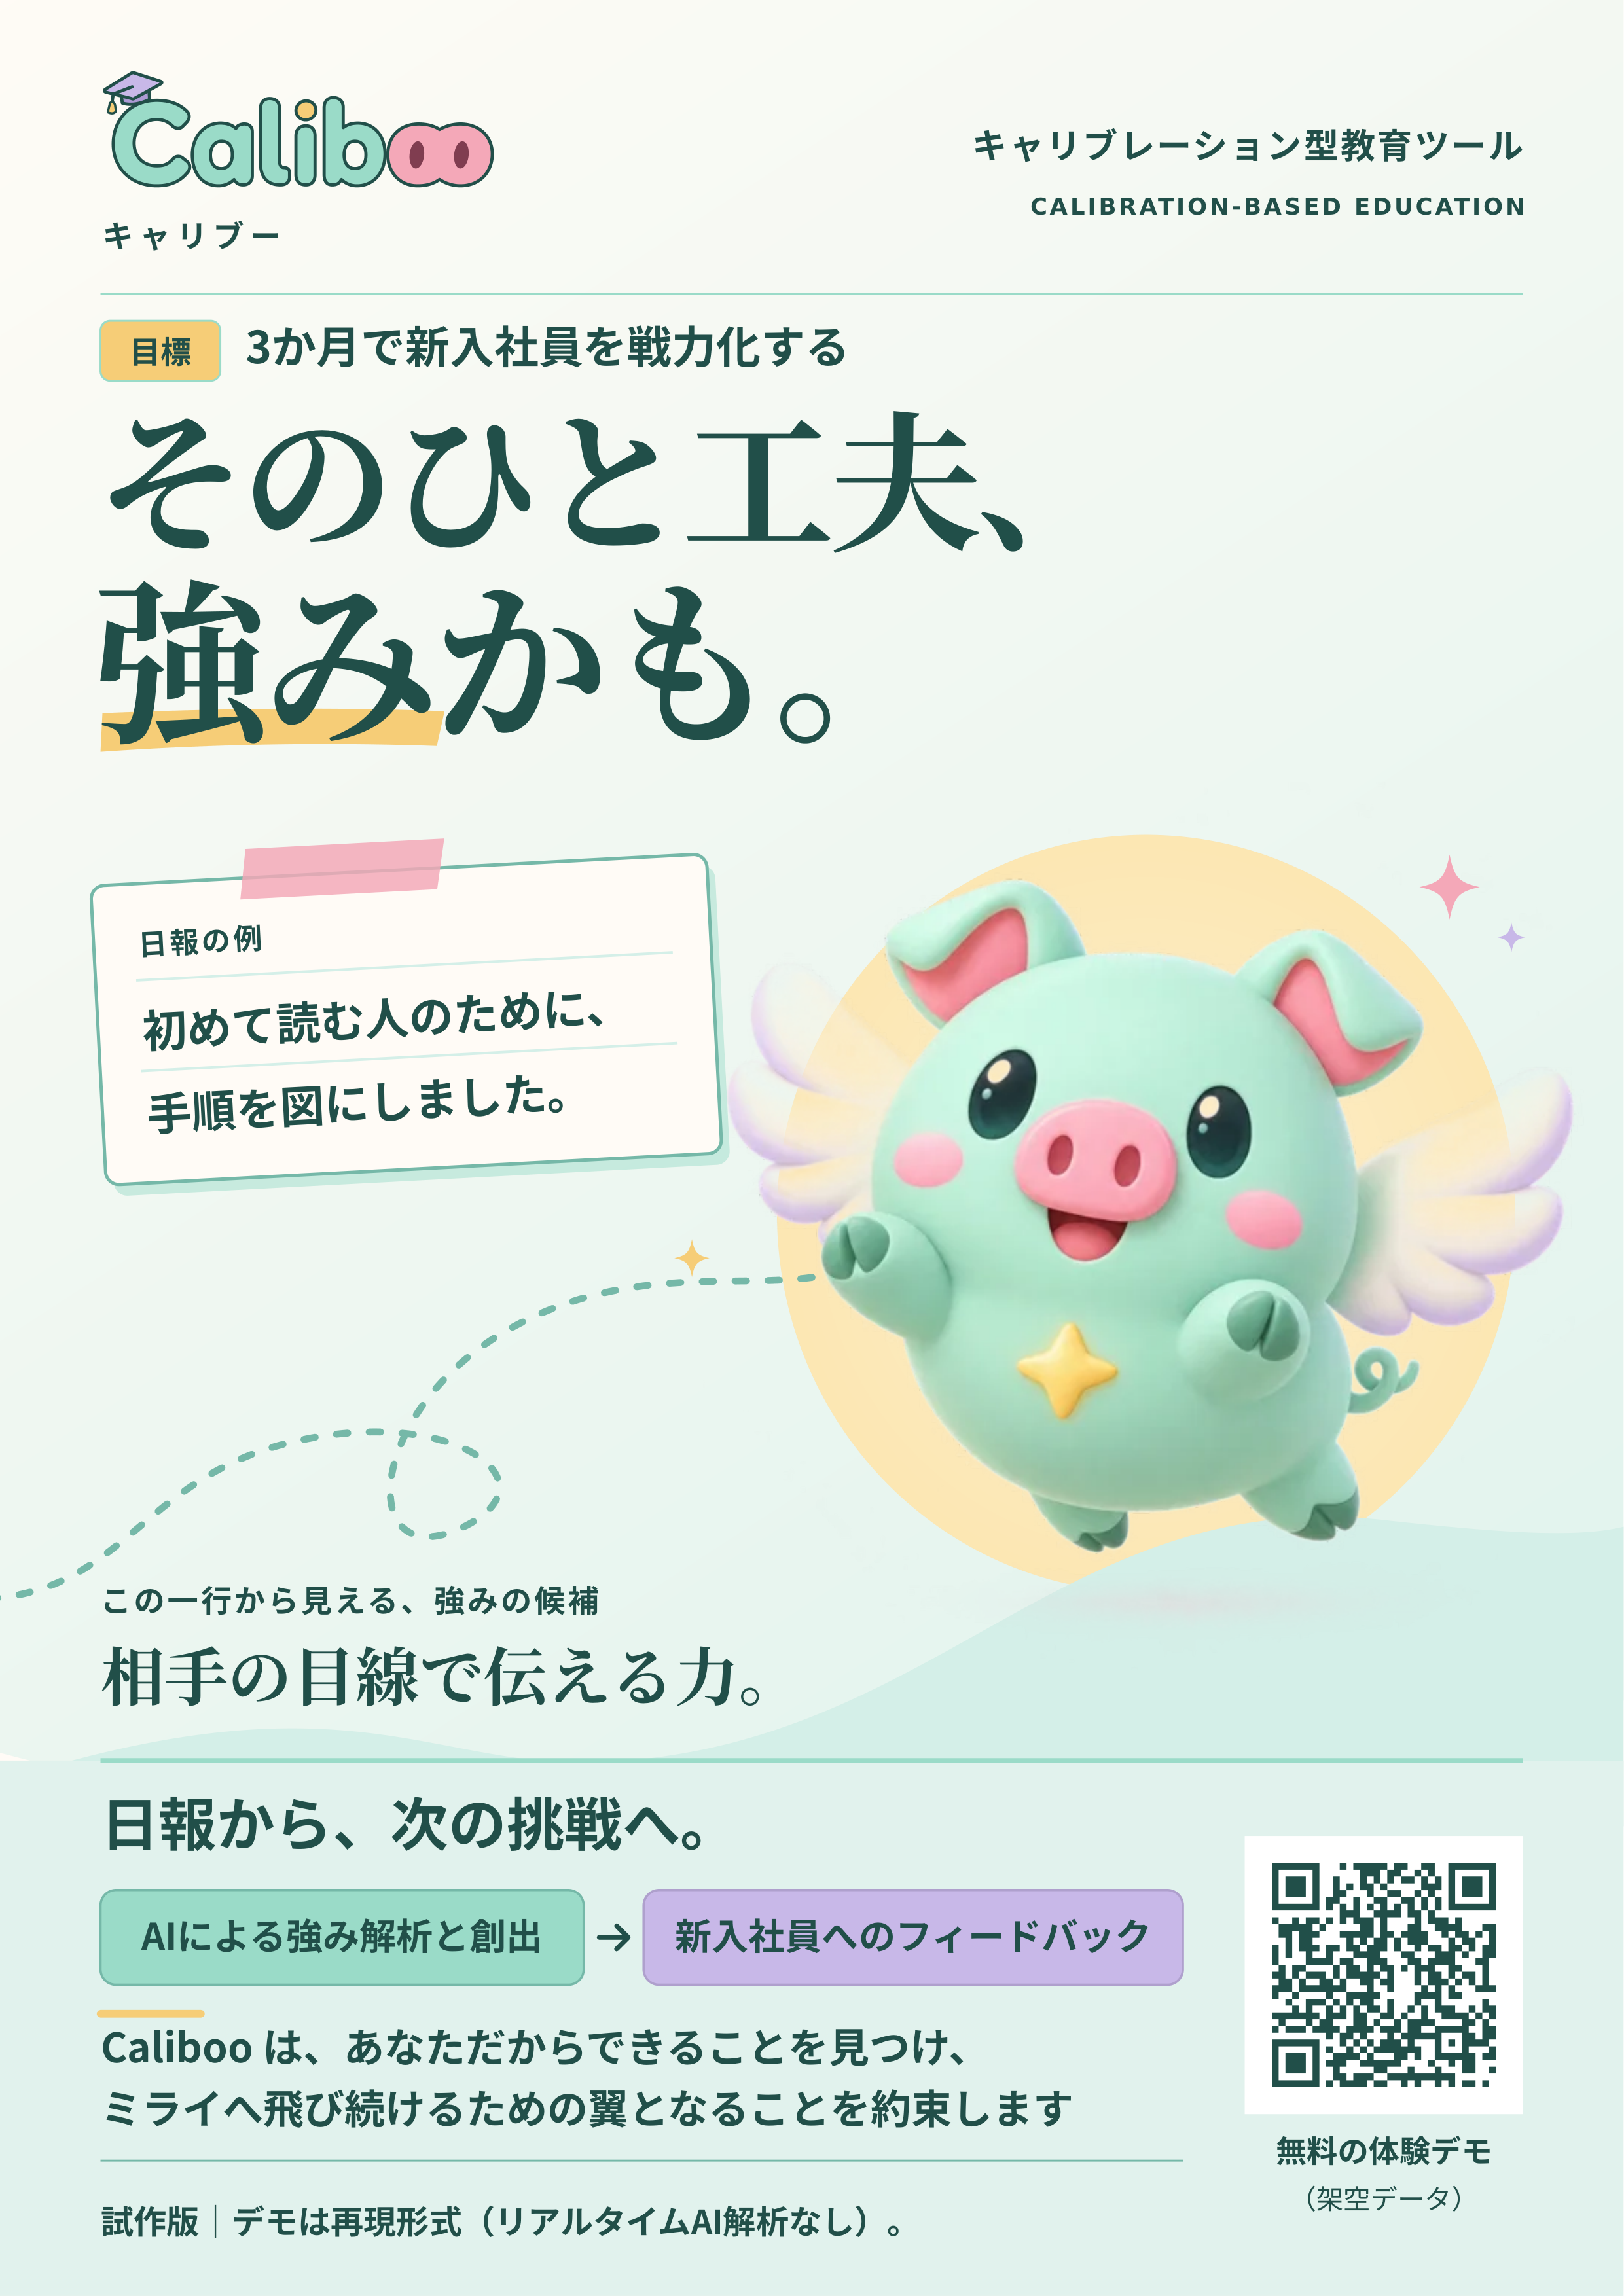 Caliboo
キャリブー
キャリブレーション型教育ツール
CALIBRATION-BASED EDUCATION
目標
3か月で新入社員を戦力化する
そのひと工夫、
強みかも。
日報の例
初めて読む人のために、
手順を図にしました。
この一行から見える、強みの候補
相手の目線で伝える力。
日報から、次の挑戦へ。
AIによる強み解析と創出
→
新入社員へのフィードバック
Caliboo は、あなただからできることを見つけ、
ミライへ飛び続けるための翼となることを約束します
無料の体験デモ
（架空データ）
試作版｜デモは再現形式（リアルタイムAI解析なし）。